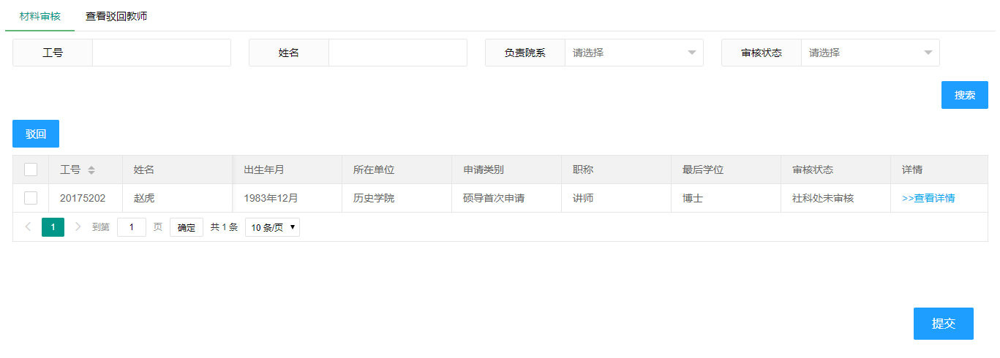 材料审核 查看驳回教师
工号 姓名 负责院系 请选择 审核状态 请选择
搜索
驳回
工号 姓名 出生年月 所在单位 申请类别 职称 最后学位 审核状态 详情
20175202 赵虎 1983年12月 历史学院 硕导首次申请 讲师 博士 社科处未审核 >>查看详情
1 到第 1 页 确定 共 1 条 10 条/页
提交